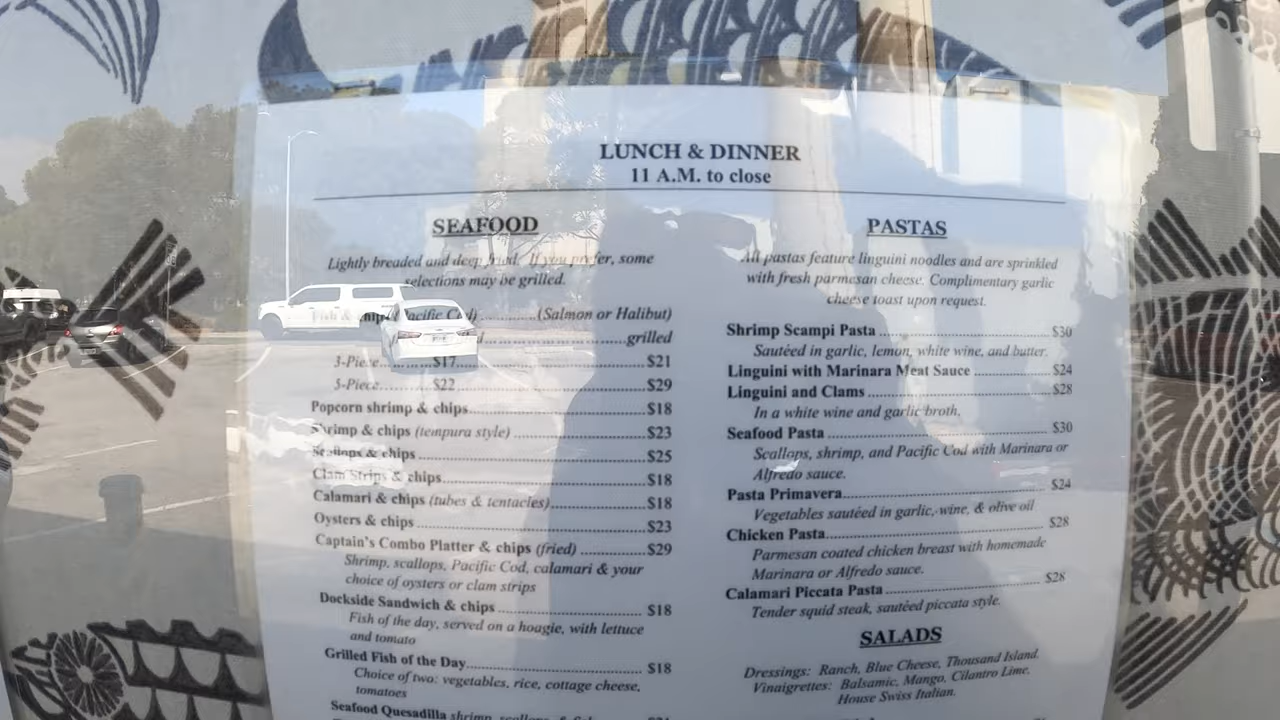 LUNCH & DINNER
11 A.M. to close
SEAFOOD
Lightly breaded and deep fried. If you prefer, some
selections may be grilled.
Fish & chips (Pacific Cod) ............(Salmon or Halibut)
grilled
3-Piece..........$17 $21
5-Piece..........$22 $29
Popcorn shrimp & chips $18
Shrimp & chips (tempura style) $23
Scallops & chips $25
Clam Strips & chips $18
Calamari & chips (tubes & tentacles) $18
Oysters & chips $23
Captain's Combo Platter & chips (fried) $29
Shrimp, scallops, Pacific Cod, calamari & your
choice of oysters or clam strips
Dockside Sandwich & chips $18
Fish of the day, served on a hoagie, with lettuce
and tomato
Grilled Fish of the Day $18
Choice of two: vegetables, rice, cottage cheese,
tomatoes
Seafood Quesadilla shrimp, scallops, &
PASTAS
All pastas feature linguini noodles and are sprinkled
with fresh parmesan cheese. Complimentary garlic
cheese toast upon request.
Shrimp Scampi Pasta $30
Sautéed in garlic, lemon, white wine, and butter.
Linguini with Marinara Meat Sauce $24
Linguini and Clams $28
In a white wine and garlic broth.
Seafood Pasta $30
Scallops, shrimp, and Pacific Cod with Marinara or
Alfredo sauce.
Pasta Primavera $24
Vegetables sautéed in garlic, wine, & olive oil
Chicken Pasta $28
Parmesan coated chicken breast with homemade
Marinara or Alfredo sauce.
Calamari Piccata Pasta $28
Tender squid steak, sautéed piccata style.
SALADS
Dressings: Ranch, Blue Cheese, Thousand Island.
Vinaigrettes: Balsamic, Mango, Cilantro Lime,
House Swiss Italian.